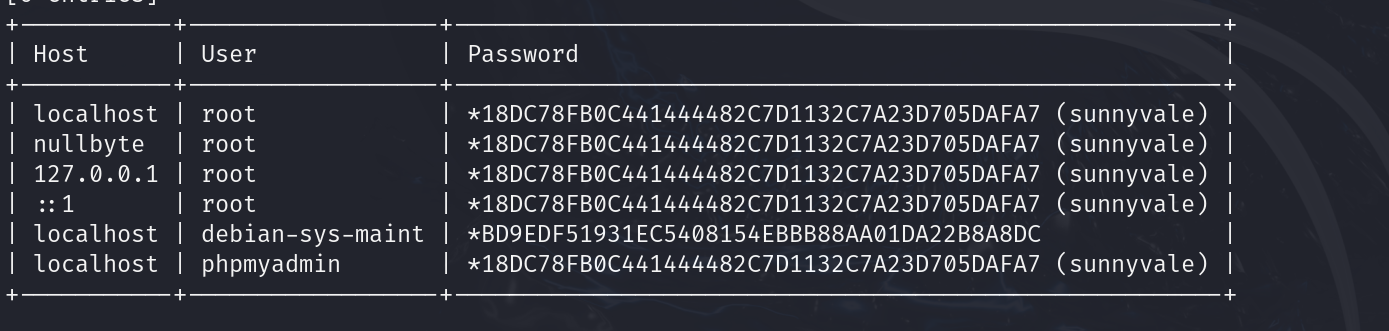 [6 entries]
| Host | User | Password |
| localhost | root | *18DC78FB0C441444482C7D1132C7A23D705DAFA7 (sunnyvale) |
| nullbyte | root | *18DC78FB0C441444482C7D1132C7A23D705DAFA7 (sunnyvale) |
| 127.0.0.1 | root | *18DC78FB0C441444482C7D1132C7A23D705DAFA7 (sunnyvale) |
| ::1 | root | *18DC78FB0C441444482C7D1132C7A23D705DAFA7 (sunnyvale) |
| localhost | debian-sys-maint | *BD9EDF51931EC5408154EBBB88AA01DA22B8A8DC |
| localhost | phpmyadmin | *18DC78FB0C441444482C7D1132C7A23D705DAFA7 (sunnyvale) |